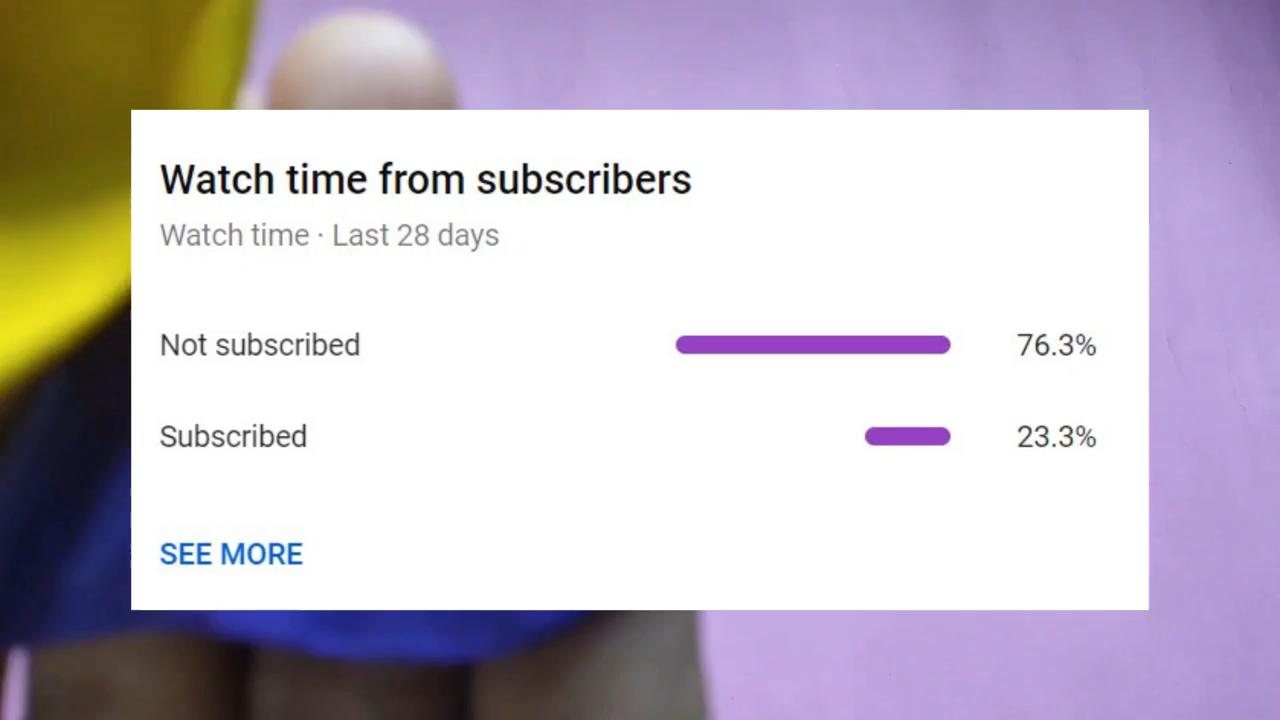 Watch time from subscribers
Watch time · Last 28 days
Not subscribed 76.3%
Subscribed 23.3%
SEE MORE